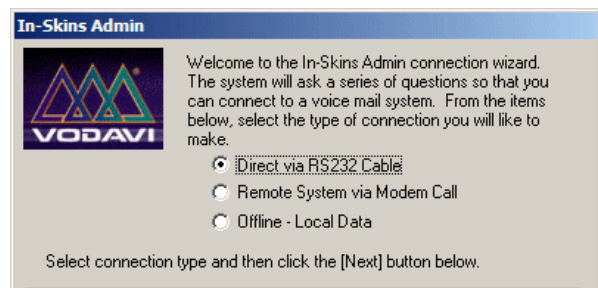 In-Skins Admin
VODAVI
Welcome to the In-Skins Admin connection wizard.
The system will ask a series of questions so that you
can connect to a voice mail system. From the items
below, select the type of connection you will like to
make.
Direct via RS232 Cable
Remote System via Modem Call
Offline - Local Data
Select connection type and then click the [Next] button below.